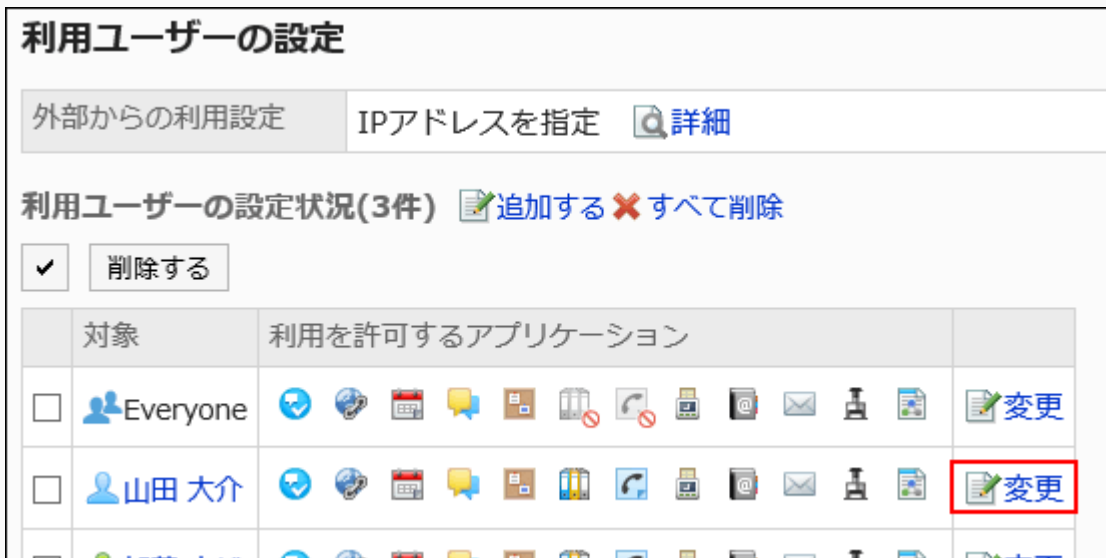 利用ユーザーの設定
外部からの利用設定 IPアドレスを指定 詳細
利用ユーザーの設定状況(3件) 追加する すべて削除
削除する
対象 利用を許可するアプリケーション
Everyone 変更
山田 大介 変更